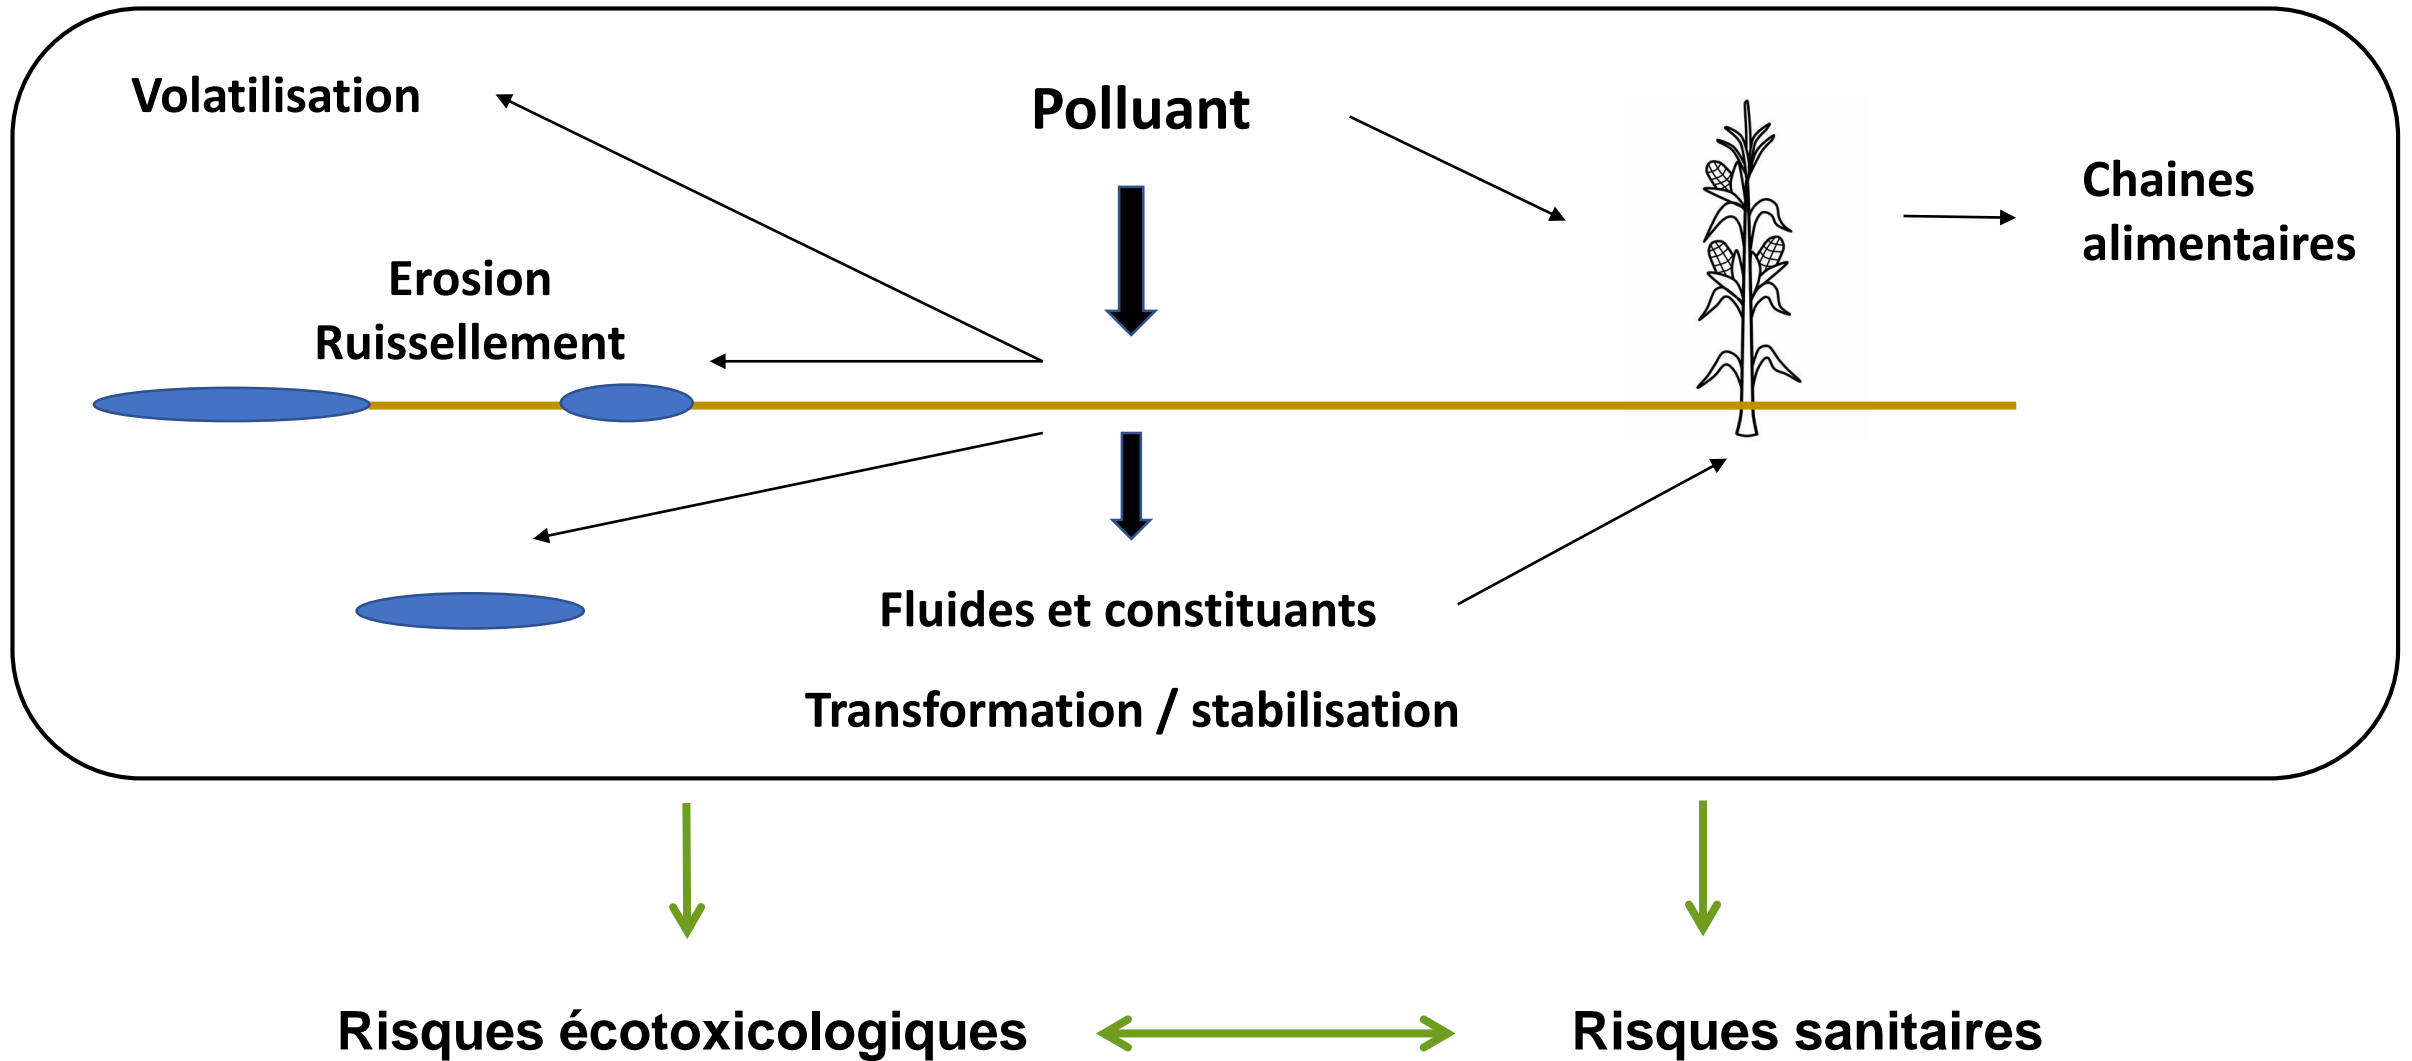 Volatilisation
Polluant
Chaines
alimentaires
Erosion
Ruissellement
Fluides et constituants
Transformation / stabilisation
Risques écotoxicologiques
Risques sanitaires